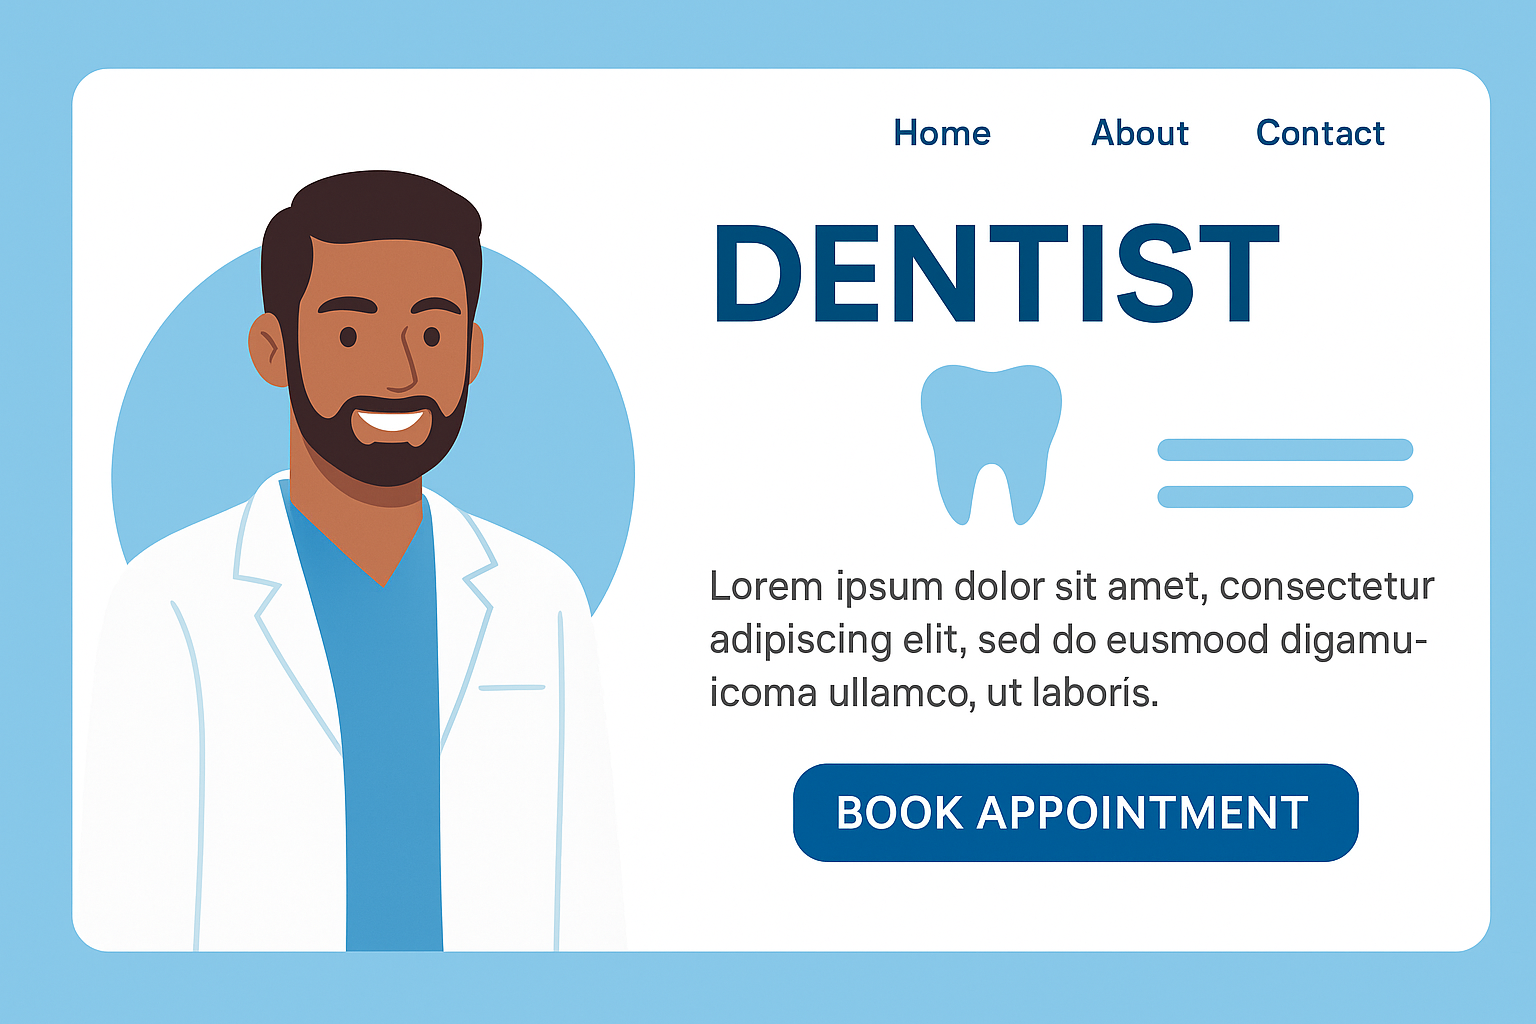 Home About Contact
DENTIST
Lorem ipsum dolor sit amet, consectetur
adipiscing elit, sed do eusmood digamu-
icoma ullamco, ut laborís.
BOOK APPOINTMENT